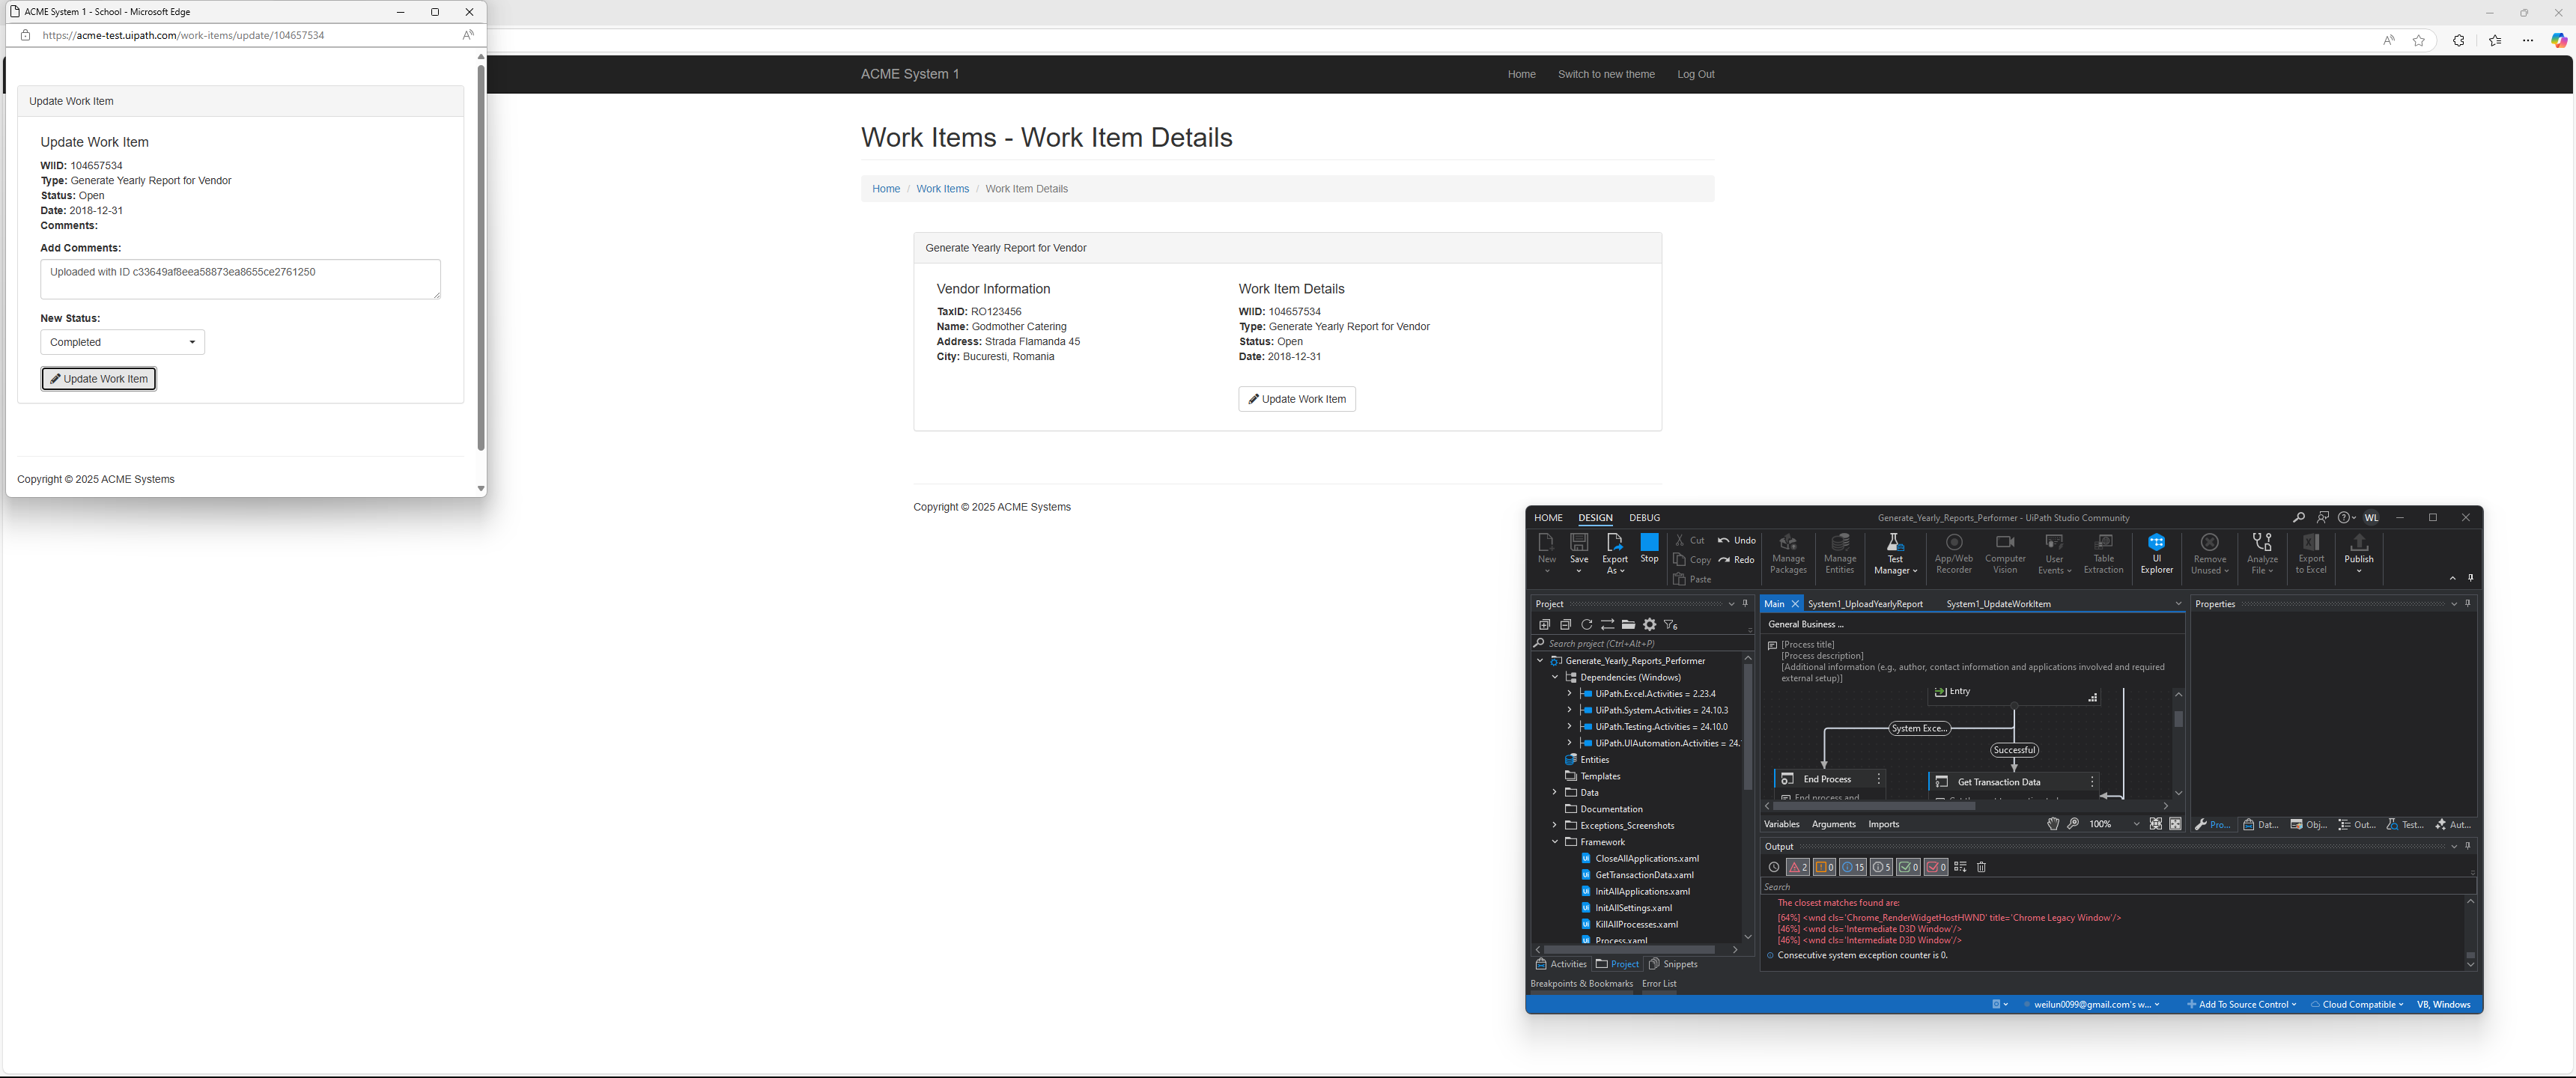 ACME System 1 - School - Microsoft Edge
https://acme-test.uipath.com/work-items/update/104657534
Update Work Item
Update Work Item
WIID: 104657534
Type: Generate Yearly Report for Vendor
Status: Open
Date: 2018-12-31
Comments:
Add Comments:
Uploaded with ID c33649af8eea58873ea8655ce2761250
New Status:
Completed
Update Work Item
Copyright © 2025 ACME Systems
ACME System 1
Home Switch to new theme Log Out
Work Items - Work Item Details
Home / Work Items / Work Item Details
Generate Yearly Report for Vendor
Vendor Information
TaxID: RO123456
Name: Godmother Catering
Address: Strada Flamanda 45
City: Bucuresti, Romania
Work Item Details
WIID: 104657534
Type: Generate Yearly Report for Vendor
Status: Open
Date: 2018-12-31
Update Work Item
Copyright © 2025 ACME Systems
HOME DESIGN DEBUG
Generate_Yearly_Reports_Performer - UiPath Studio Community
WL
New
Save
Export As
Stop
Cut
Copy
Paste
Undo
Redo
Manage Packages
Manage Entities
Test Manager
App/Web Recorder
Computer Vision
User Events
Table Extraction
UI Explorer
Remove Unused
Analyze File
Export to Excel
Publish
Project
Search project (Ctrl+Alt+P)
Generate_Yearly_Reports_Performer
Dependencies (Windows)
UiPath.Excel.Activities = 2.23.4
UiPath.System.Activities = 24.10.3
UiPath.Testing.Activities = 24.10.0
UiPath.UIAutomation.Activities = 24.
Entities
Templates
Data
Documentation
Exceptions_Screenshots
Framework
CloseAllApplications.xaml
GetTransactionData.xaml
InitAllApplications.xaml
InitAllSettings.xaml
KillAllProcesses.xaml
Process.xaml
Activities Project Snippets
Breakpoints & Bookmarks Error List
Main System1_UploadYearlyReport System1_UpdateWorkItem
General Business ...
[Process title]
[Process description]
[Additional information (e.g., author, contact information and applications involved and required
external setup)]
Entry
System Exce...
Successful
End Process
Get Transaction Data
End process and
Variables Arguments Imports
100%
Properties
Pro... Dat... Obj... Out... Test... Aut...
Output
2 0 15 5 0 0
Search
The closest matches found are:
[64%] <wnd cls='Chrome_RenderWidgetHostHWND' title='Chrome Legacy Window'/>
[46%] <wnd cls='Intermediate D3D Window'/>
[46%] <wnd cls='Intermediate D3D Window'/>
Consecutive system exception counter is 0.
weilun0099@gmail.com's w...
Add To Source Control
Cloud Compatible
VB, Windows